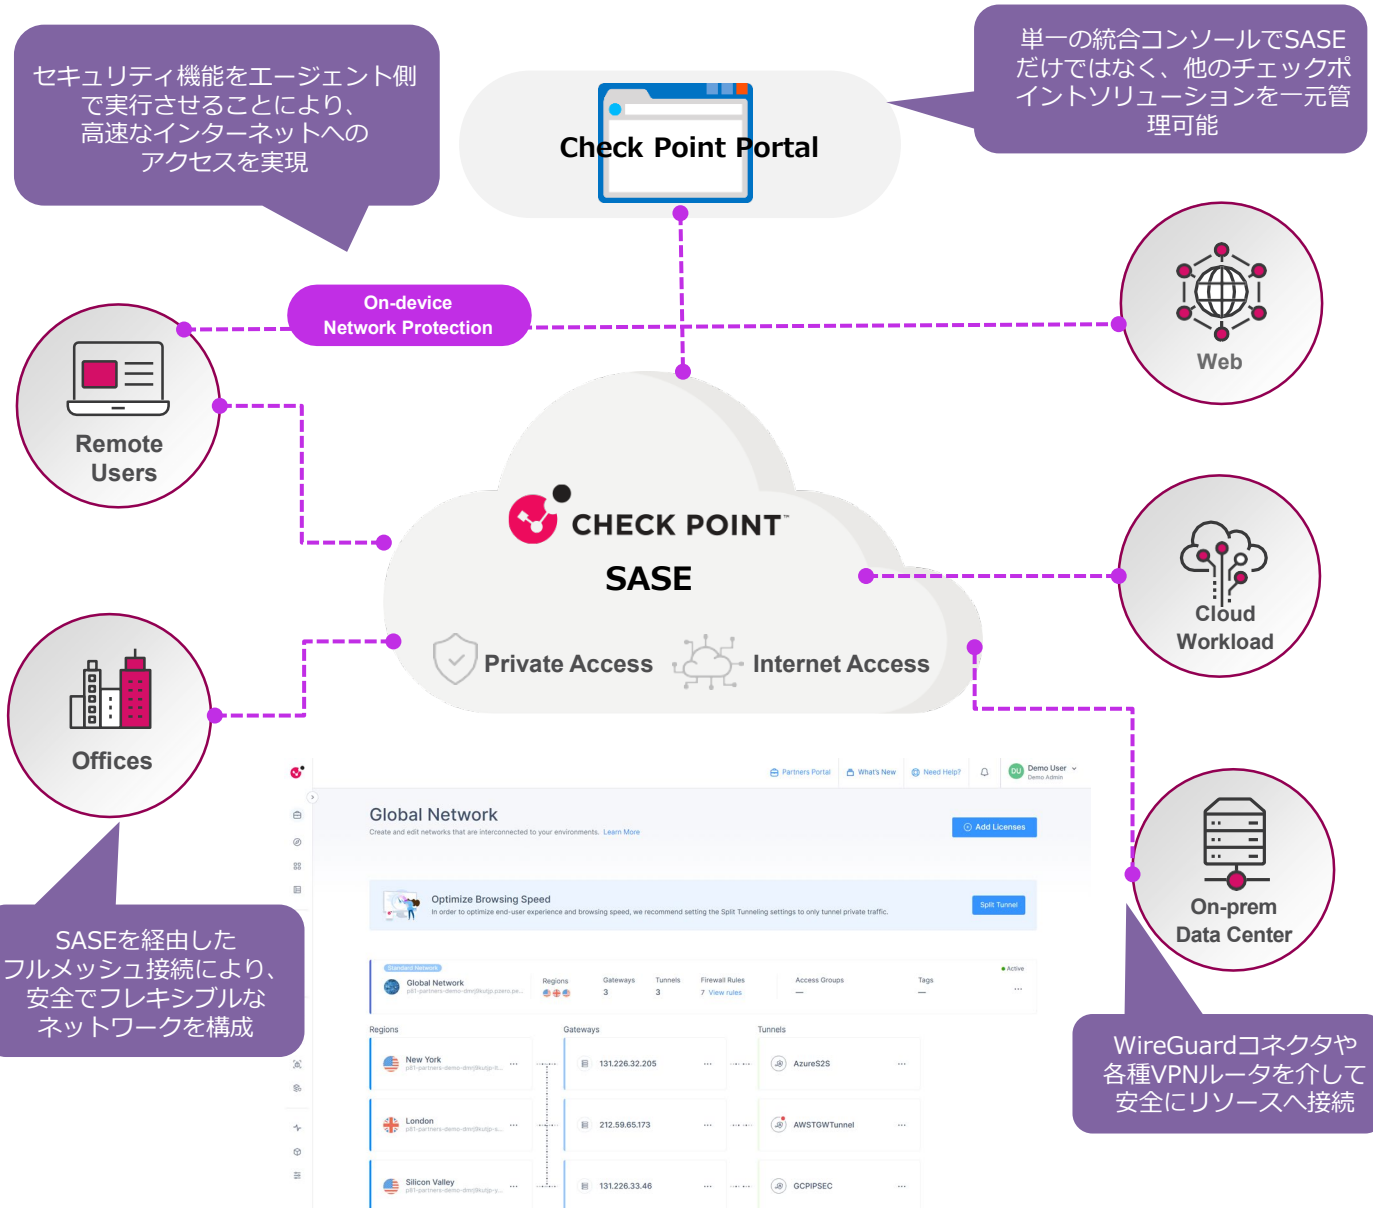 セキュリティ機能をエージェント側
で実行させることにより、
高速なインターネットへの
アクセスを実現
単一の統合コンソールでSASE
だけではなく、他のチェックポ
イントソリューションを一元管
理可能
Check Point Portal
On-device
Network Protection
Web
Remote
Users
CHECK POINT™
SASE
Private Access
Internet Access
Cloud
Workload
Offices
On-prem
Data Center
SASEを経由した
フルメッシュ接続により、
安全でフレキシブルな
ネットワークを構成
WireGuardコネクタや
各種VPNルータを介して
安全にリソースへ接続
Partners Portal
What's New
Need Help?
DU
Demo User
Demo Admin
Global Network
Create and edit networks that are interconnected to your environments. Learn More
Add Licenses
Optimize Browsing Speed
In order to optimize end-user experience and browsing speed, we recommend setting the Split Tunneling settings to only tunnel private traffic.
Split Tunnel
Standard Network
Active
Global Network
Regions
Gateways
3
Tunnels
3
Firewall Rules
7 View rules
Access Groups
—
Tags
—
Regions
Gateways
Tunnels
New York
131.226.32.205
AzureS2S
London
212.59.65.173
AWSTGWTunnel
Silicon Valley
131.226.33.46
GCPIPSEC